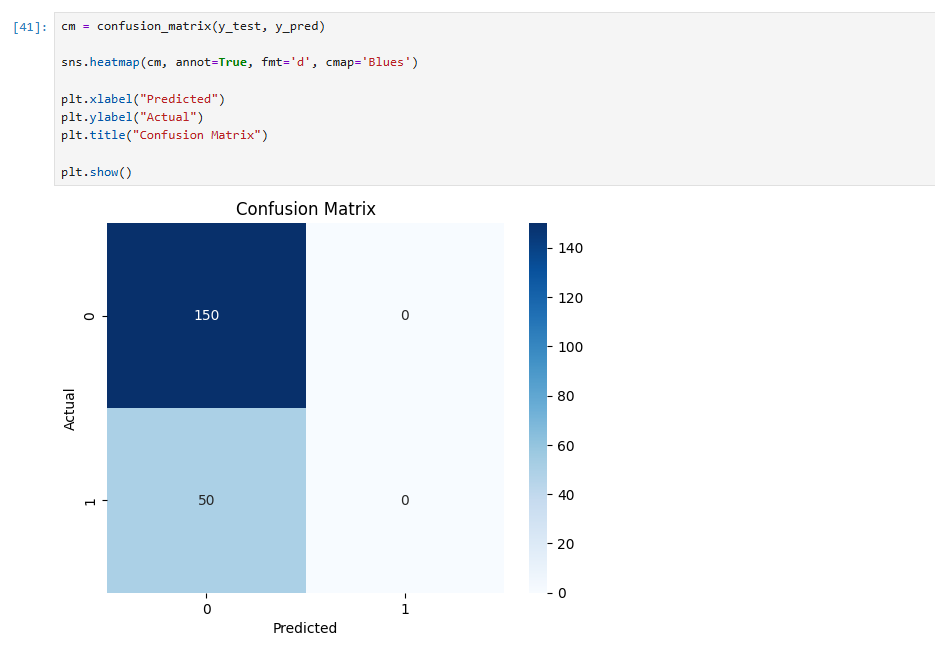 [41]: cm = confusion_matrix(y_test, y_pred)
sns.heatmap(cm, annot=True, fmt='d', cmap='Blues')
plt.xlabel("Predicted")
plt.ylabel("Actual")
plt.title("Confusion Matrix")
plt.show()
Confusion Matrix
140
120
100
80
60
40
20
0
150 0
50 0
0
1
Actual
0 1
Predicted